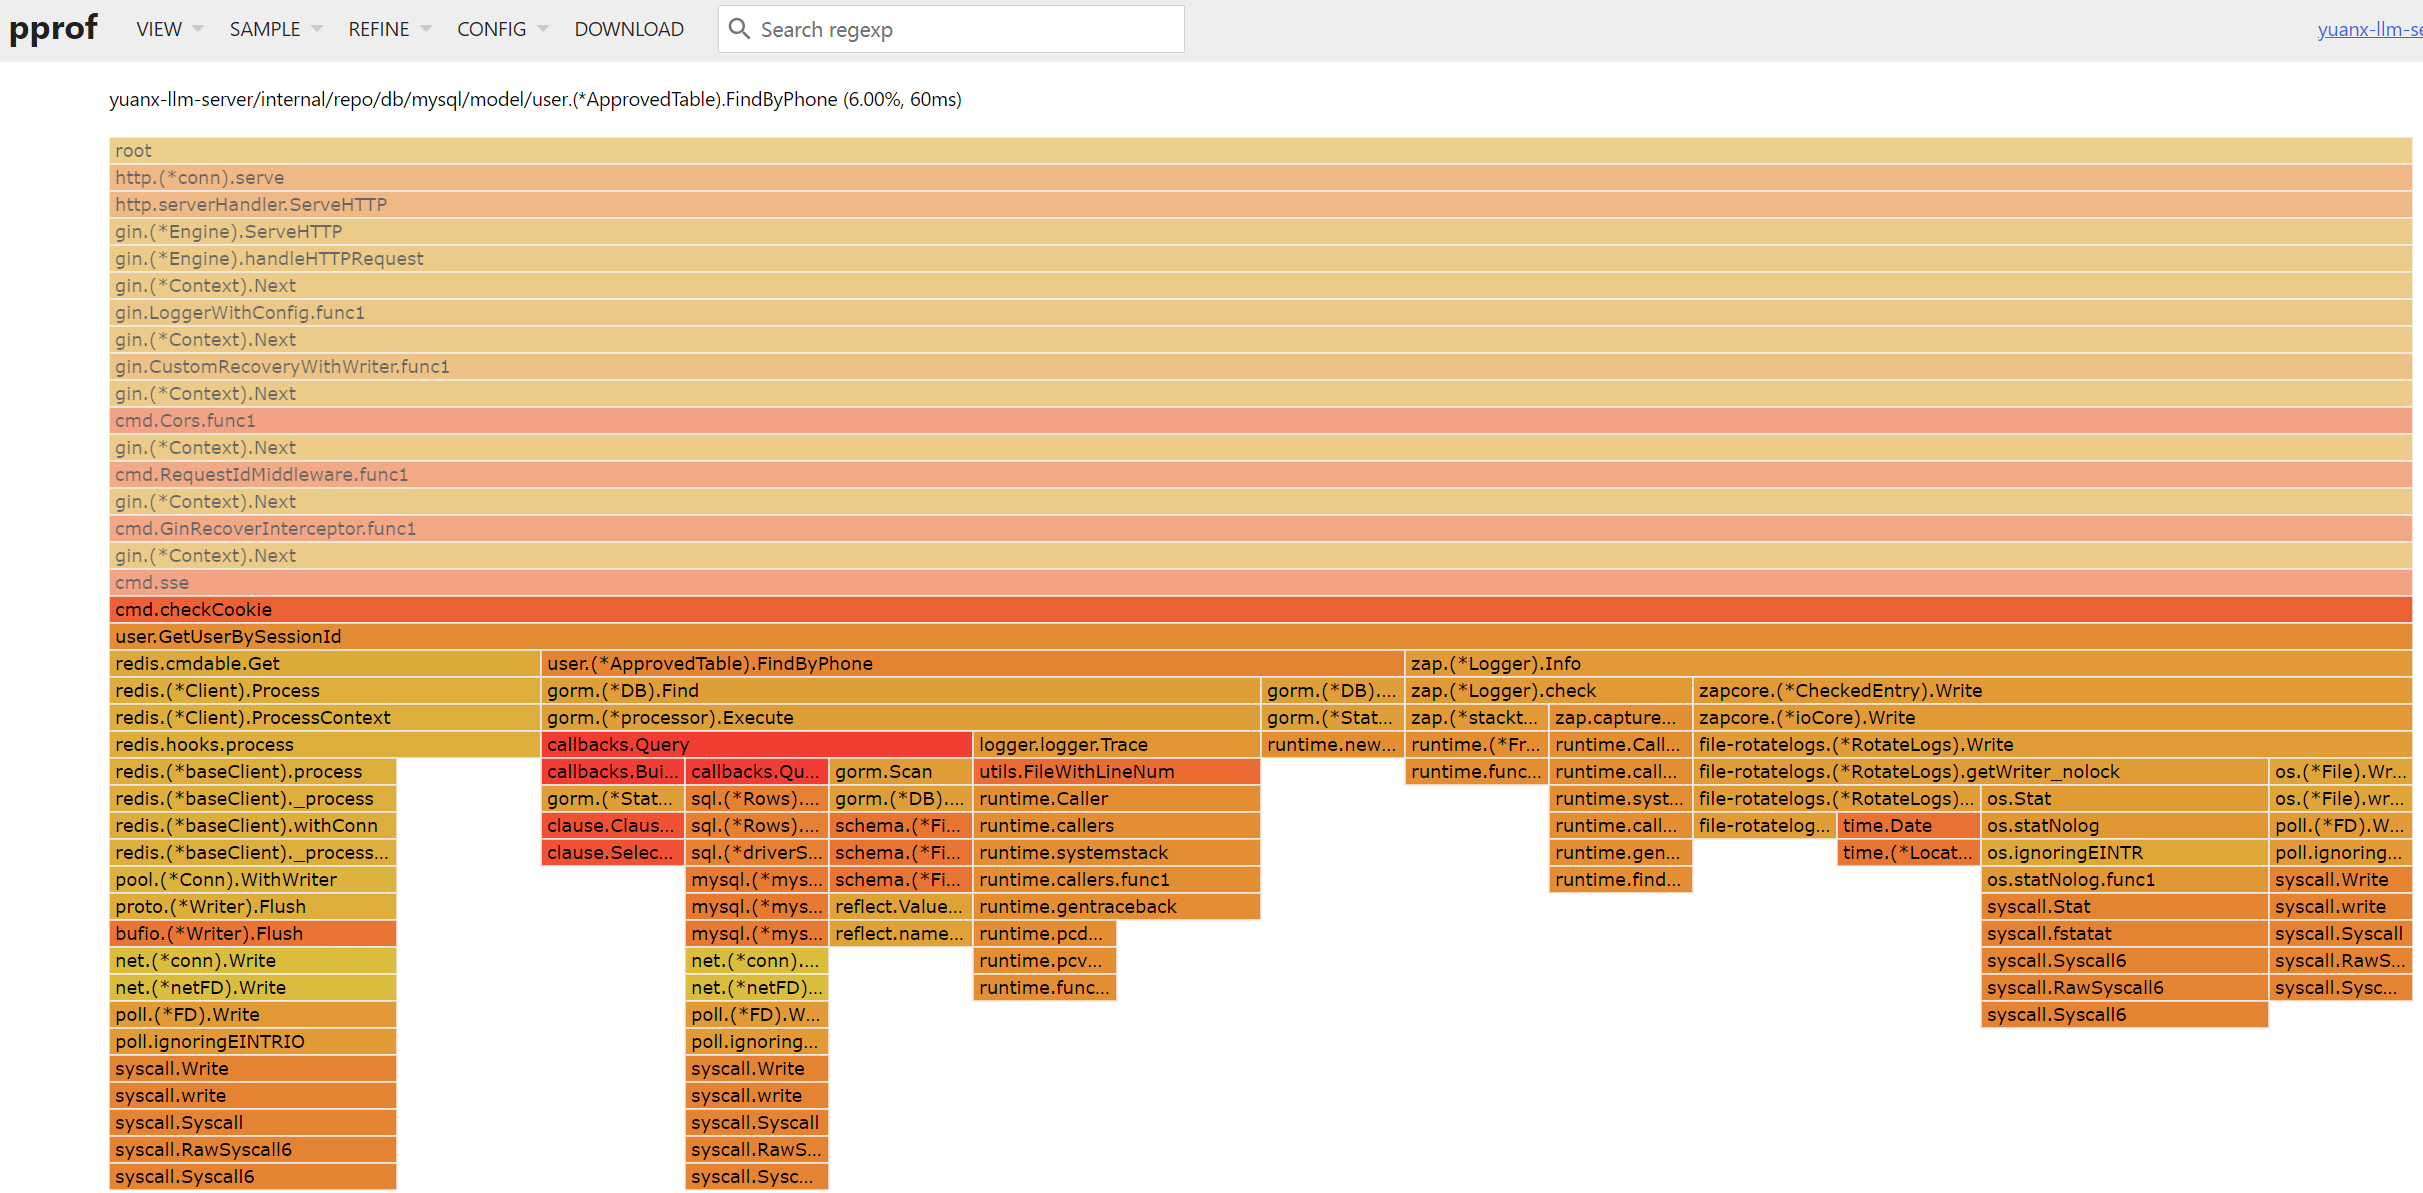 pprof VIEW SAMPLE REFINE CONFIG DOWNLOAD Search regexp yuanx-llm-se
yuanx-llm-server/internal/repo/db/mysql/model/user.(*ApprovedTable).FindByPhone (6.00%, 60ms)
root
http.(*conn).serve
http.serverHandler.ServeHTTP
gin.(*Engine).ServeHTTP
gin.(*Engine).handleHTTPRequest
gin.(*Context).Next
gin.LoggerWithConfig.func1
gin.(*Context).Next
gin.CustomRecoveryWithWriter.func1
gin.(*Context).Next
cmd.Cors.func1
gin.(*Context).Next
cmd.RequestIdMiddleware.func1
gin.(*Context).Next
cmd.GinRecoverInterceptor.func1
gin.(*Context).Next
cmd.sse
cmd.checkCookie
user.GetUserBySessionId
redis.cmdable.Get user.(*ApprovedTable).FindByPhone zap.(*Logger).Info
redis.(*Client).Process gorm.(*DB).Find gorm.(*DB).... zap.(*Logger).check zapcore.(*CheckedEntry).Write
redis.(*Client).ProcessContext gorm.(*processor).Execute gorm.(*Stat... zap.(*stackt... zap.capture... zapcore.(*ioCore).Write
redis.hooks.process callbacks.Query logger.logger.Trace runtime.new... runtime.(*Fr... runtime.Call... file-rotatelogs.(*RotateLogs).Write
redis.(*baseClient).process callbacks.Bui... callbacks.Qu... gorm.Scan utils.FileWithLineNum runtime.func... runtime.call... file-rotatelogs.(*RotateLogs).getWriter_nolock os.(*File).Wr...
redis.(*baseClient)._process gorm.(*Stat... sql.(*Rows).... gorm.(*DB).... runtime.Caller runtime.syst... file-rotatelogs.(*RotateLogs)... os.Stat os.(*File).wr...
redis.(*baseClient).withConn clause.Claus... sql.(*Rows).... schema.(*Fi... runtime.callers runtime.call... file-rotatelog... time.Date os.statNolog poll.(*FD).W...
redis.(*baseClient)._process... clause.Selec... sql.(*driverS... schema.(*Fi... runtime.systemstack runtime.gen... time.(*Locat... os.ignoringEINTR poll.ignoring...
pool.(*Conn).WithWriter mysql.(*mys... schema.(*Fi... runtime.callers.func1 runtime.find... os.statNolog.func1 syscall.Write
proto.(*Writer).Flush mysql.(*mys... reflect.Value... runtime.gentraceback syscall.Stat syscall.write
bufio.(*Writer).Flush mysql.(*mys... reflect.name... runtime.pcd... syscall.fstatat syscall.Syscall
net.(*conn).Write net.(*conn).... runtime.pcv... syscall.Syscall6 syscall.RawS...
net.(*netFD).Write net.(*netFD)... runtime.func... syscall.RawSyscall6 syscall.Sysc...
poll.(*FD).Write poll.(*FD).W... syscall.Syscall6
poll.ignoringEINTRIO poll.ignoring...
syscall.Write syscall.Write
syscall.write syscall.write
syscall.Syscall syscall.Syscall
syscall.RawSyscall6 syscall.RawS...
syscall.Syscall6 syscall.Sysc...